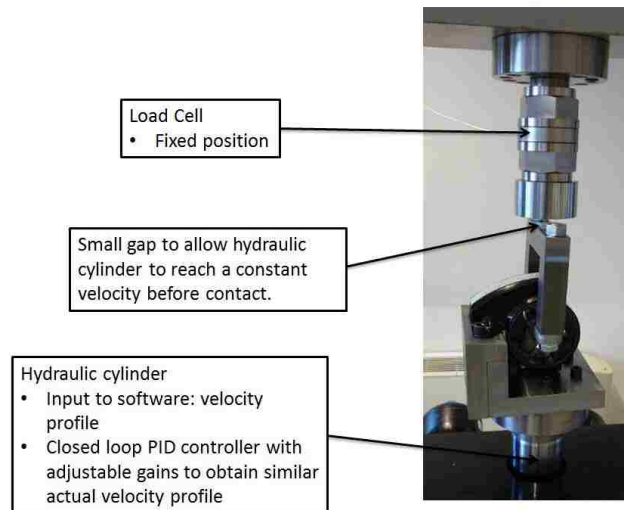 Load Cell
• Fixed position
Small gap to allow hydraulic
cylinder to reach a constant
velocity before contact.
Hydraulic cylinder
• Input to software: velocity
profile
• Closed loop PID controller with
adjustable gains to obtain similar
actual velocity profile